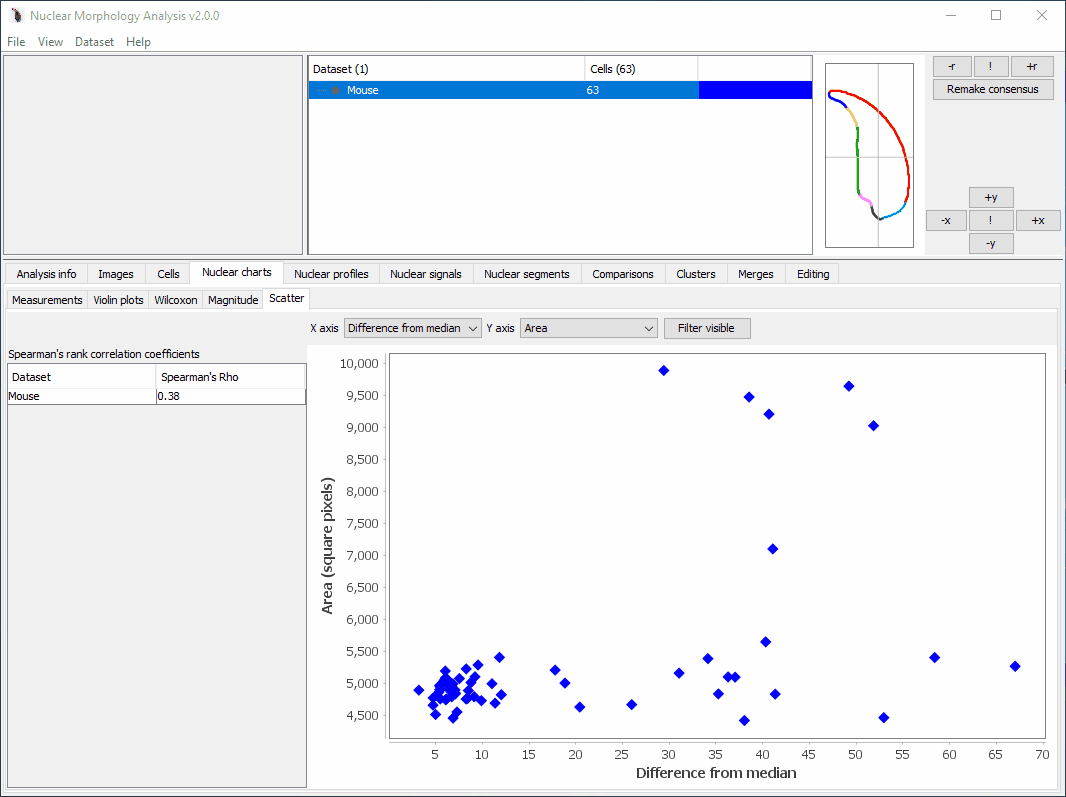 Nuclear Morphology Analysis v2.0.0
File View Dataset Help
Dataset (1) Cells (63)
Mouse 63
-r ! +r
Remake consensus
+y
-x ! +x
-y
Analysis info Images Cells Nuclear charts Nuclear profiles Nuclear signals Nuclear segments Comparisons Clusters Merges Editing
Measurements Violin plots Wilcoxon Magnitude Scatter
X axis Difference from median Y axis Area Filter visible
Spearman's rank correlation coefficients
Dataset Spearman's Rho
Mouse 0.38
Area (square pixels)
10,000
9,500
9,000
8,500
8,000
7,500
7,000
6,500
6,000
5,500
5,000
4,500
5 10 15 20 25 30 35 40 45 50 55 60 65 70
Difference from median